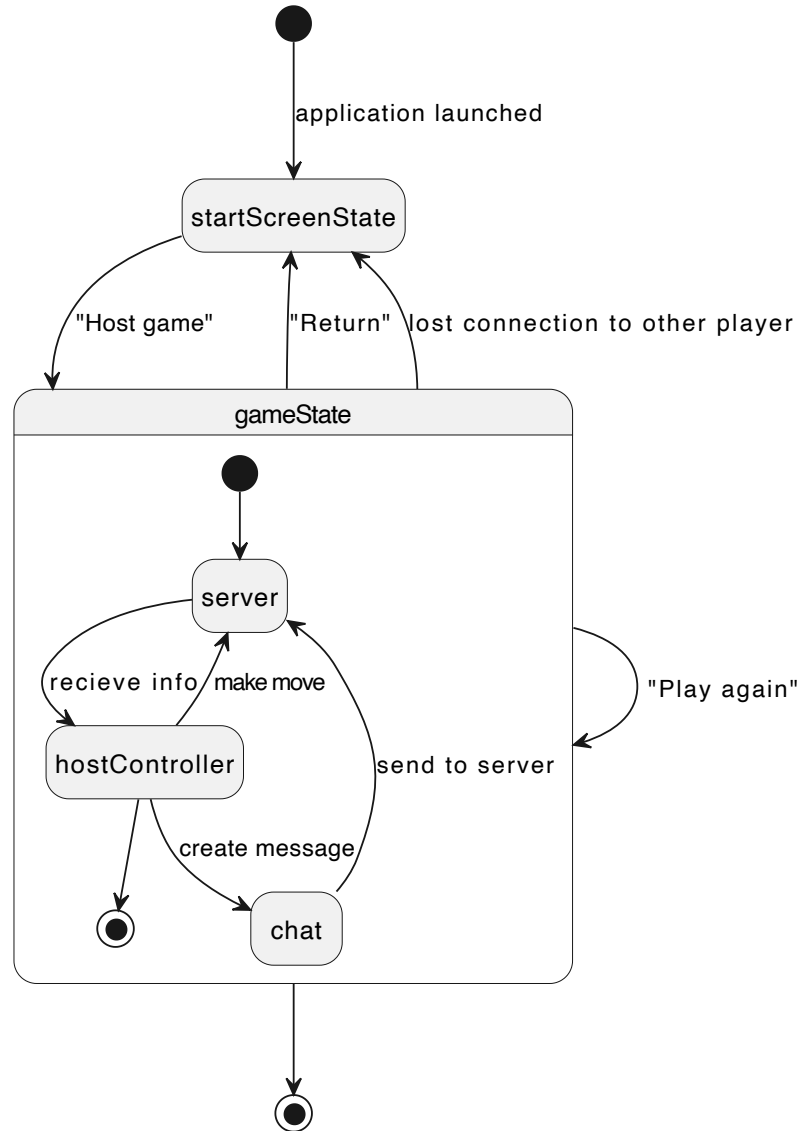 application launched
startScreenState
"Host game"
"Return"
lost connection to other player
gameState
server
recieve info
make move
"Play again"
hostController
send to server
create message
chat